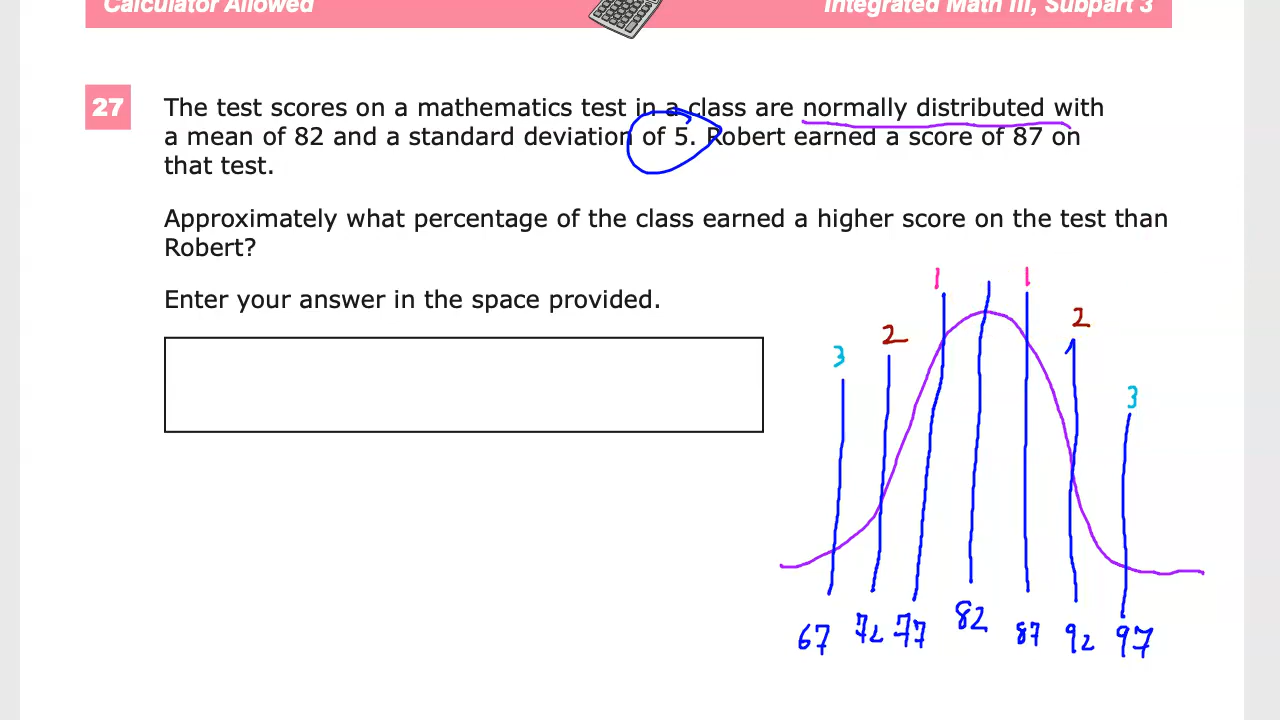 Calculator Allowed
Integrated Math III, Subpart 3
27
The test scores on a mathematics test in a class are normally distributed with
a mean of 82 and a standard deviation of 5. Robert earned a score of 87 on
that test.
Approximately what percentage of the class earned a higher score on the test than
Robert?
Enter your answer in the space provided.
1 1
2 2
3 3
67 72 77 82 87 92 97